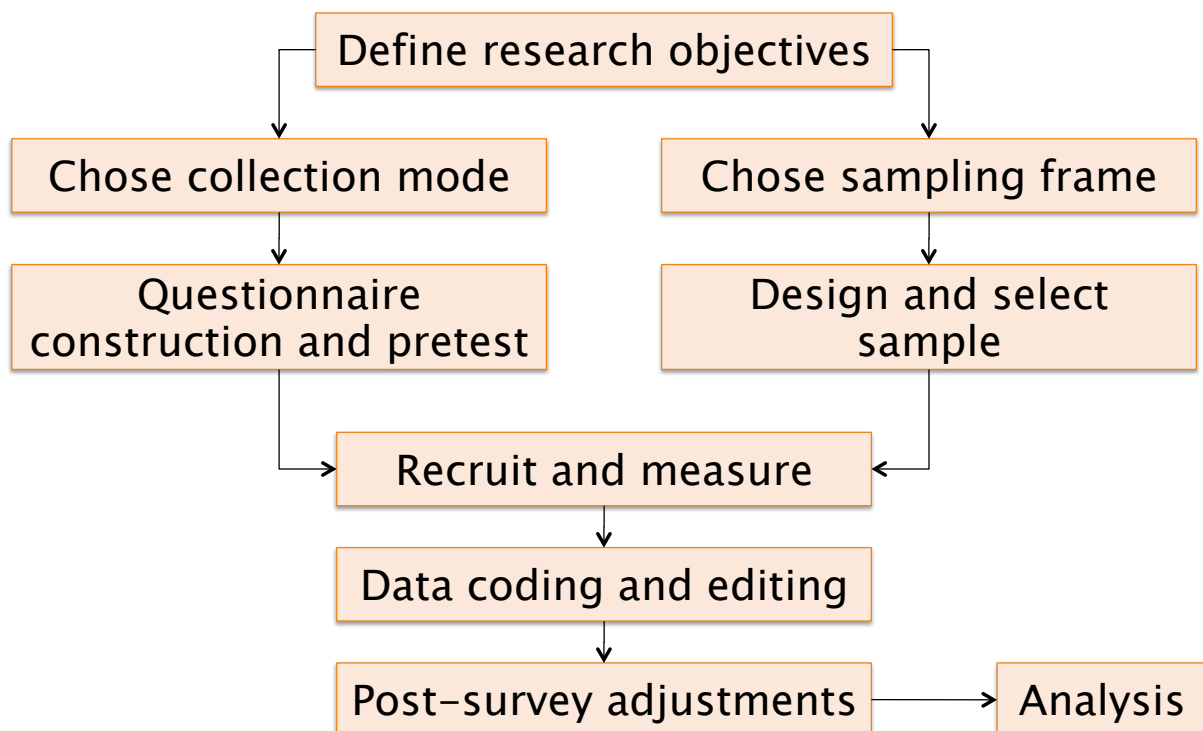 Define research objectives
Chose collection mode
Chose sampling frame
Questionnaire
construction and pretest
Design and select
sample
Recruit and measure
Data coding and editing
Post-survey adjustments
Analysis